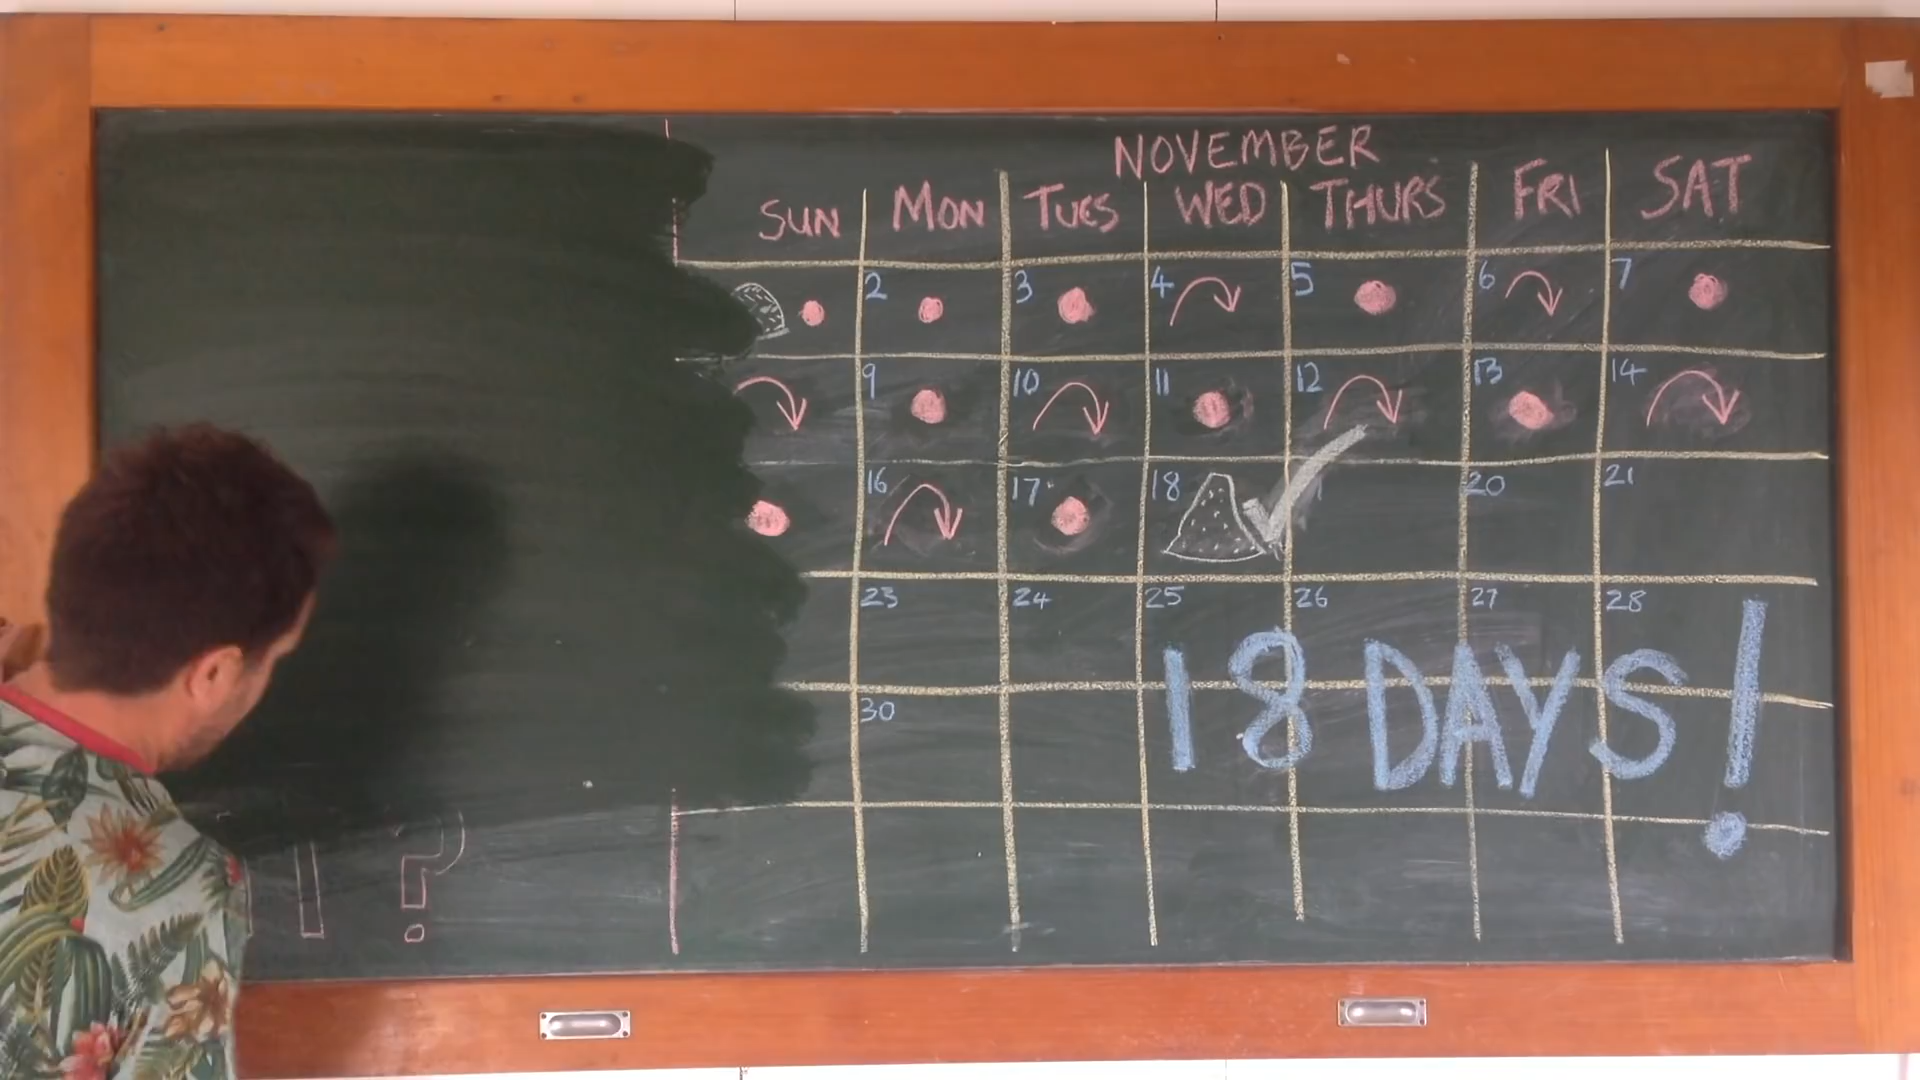 NOVEMBER
SUN MON TUES WED THURS FRI SAT
2 3 4 5 6 7
9 10 11 12 13 14
16 17 18 20 21
23 24 25 26 27 28
30
18 DAYS!
?